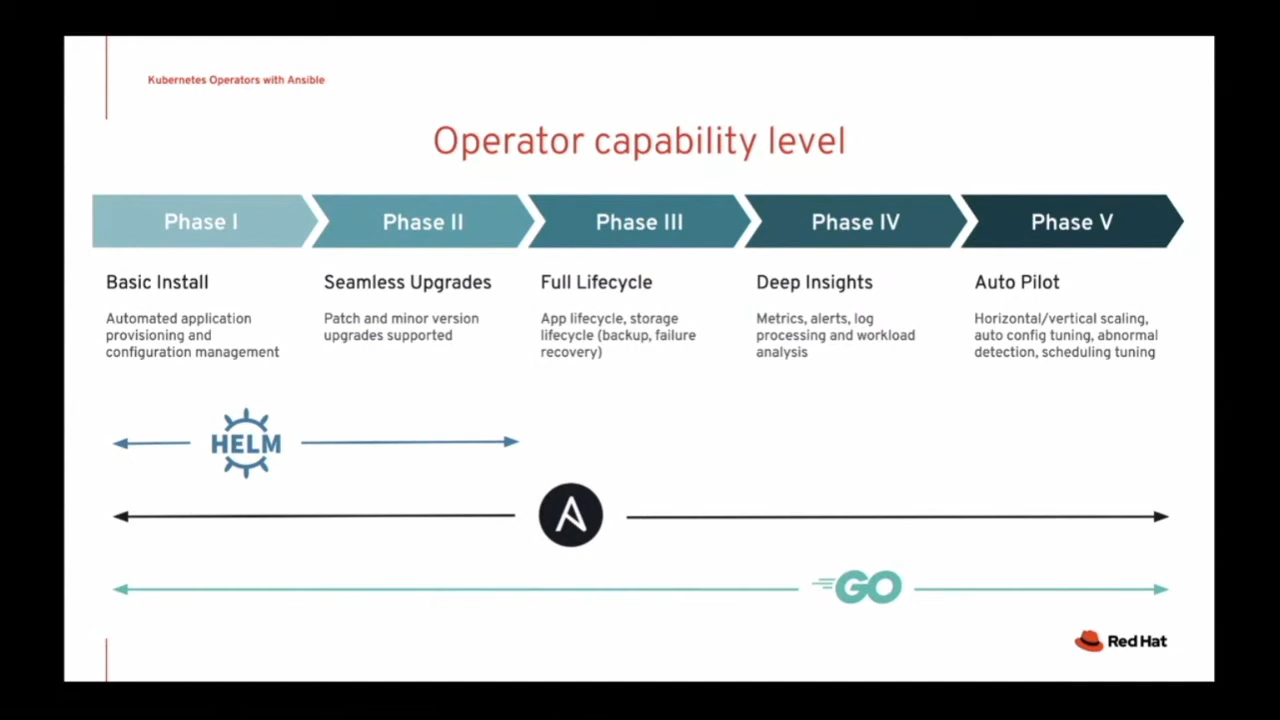 Kubernetes Operators with Ansible
Operator capability level
Phase I
Phase II
Phase III
Phase IV
Phase V
Basic Install
Automated application
provisioning and
configuration management
Seamless Upgrades
Patch and minor version
upgrades supported
Full Lifecycle
App lifecycle, storage
lifecycle (backup, failure
recovery)
Deep Insights
Metrics, alerts, log
processing and workload
analysis
Auto Pilot
Horizontal/vertical scaling,
auto config tuning, abnormal
detection, scheduling tuning
HELM
A
GO
Red Hat